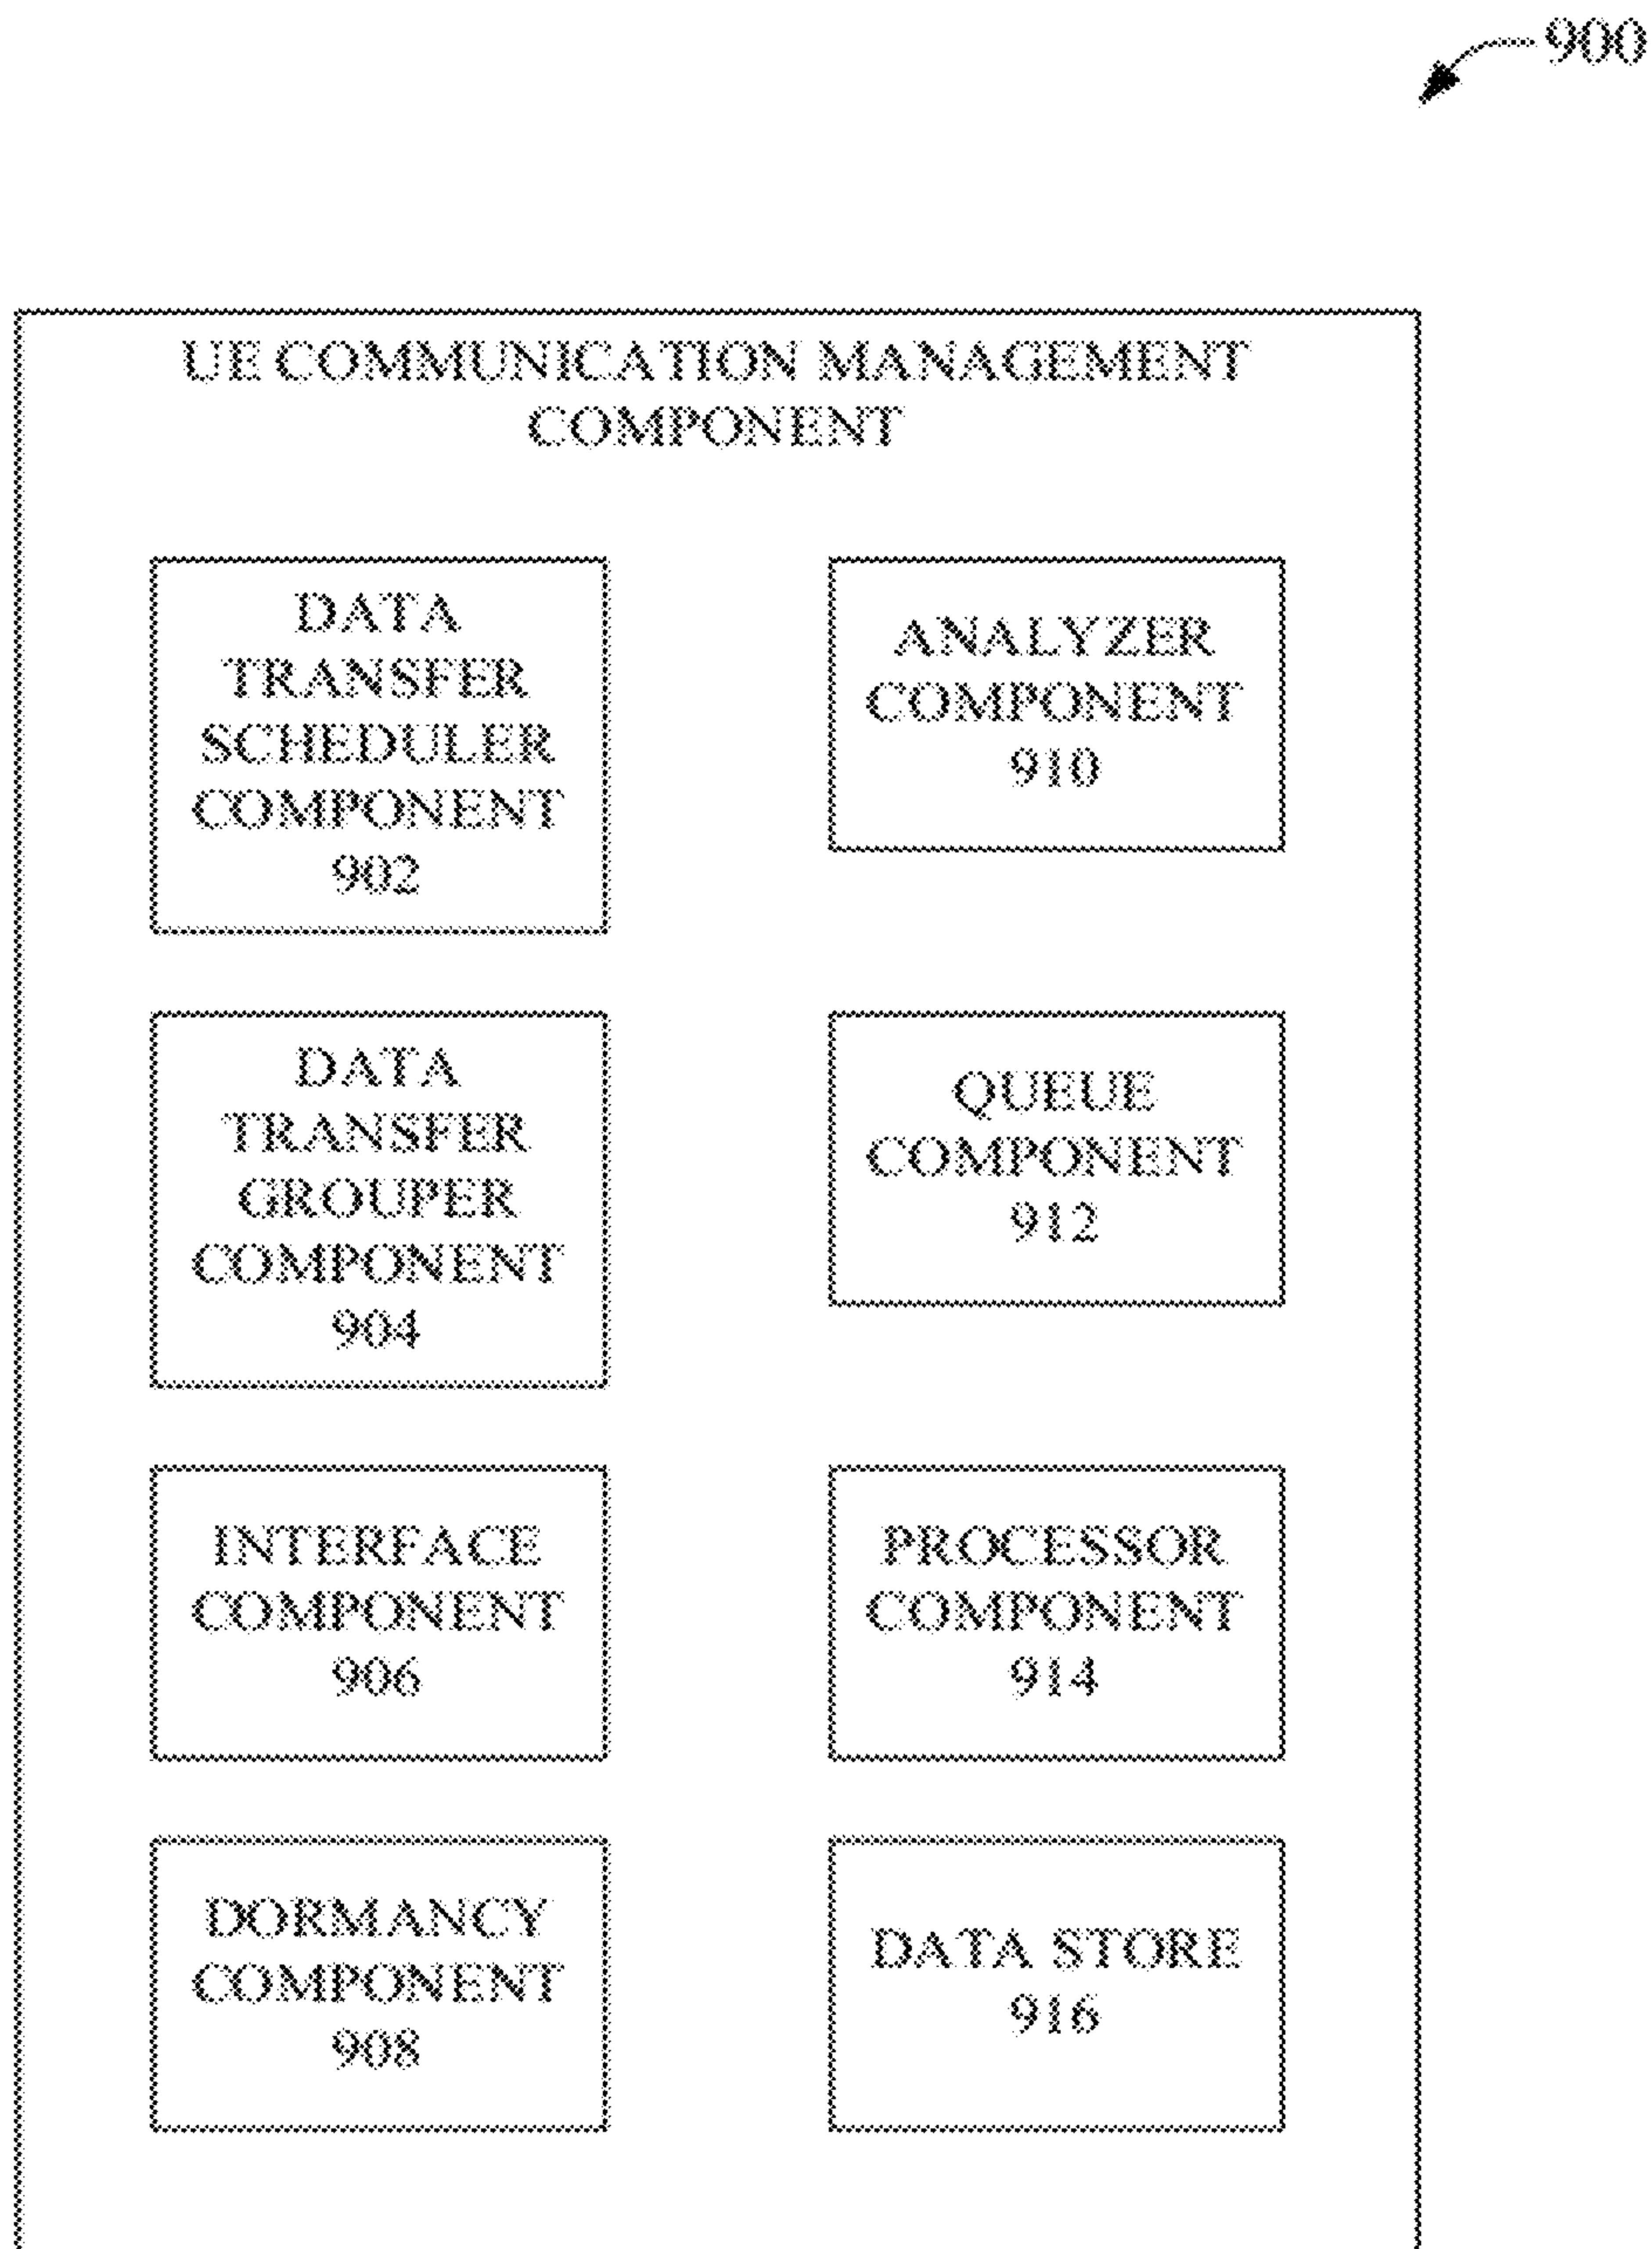 900
UE COMMUNICATION MANAGEMENT
COMPONENT
DATA
TRANSFER
SCHEDULER
COMPONENT
902
ANALYZER
COMPONENT
910
DATA
TRANSFER
GROUPER
COMPONENT
904
QUEUE
COMPONENT
912
INTERFACE
COMPONENT
906
PROCESSOR
COMPONENT
914
DORMANCY
COMPONENT
908
DATA STORE
916